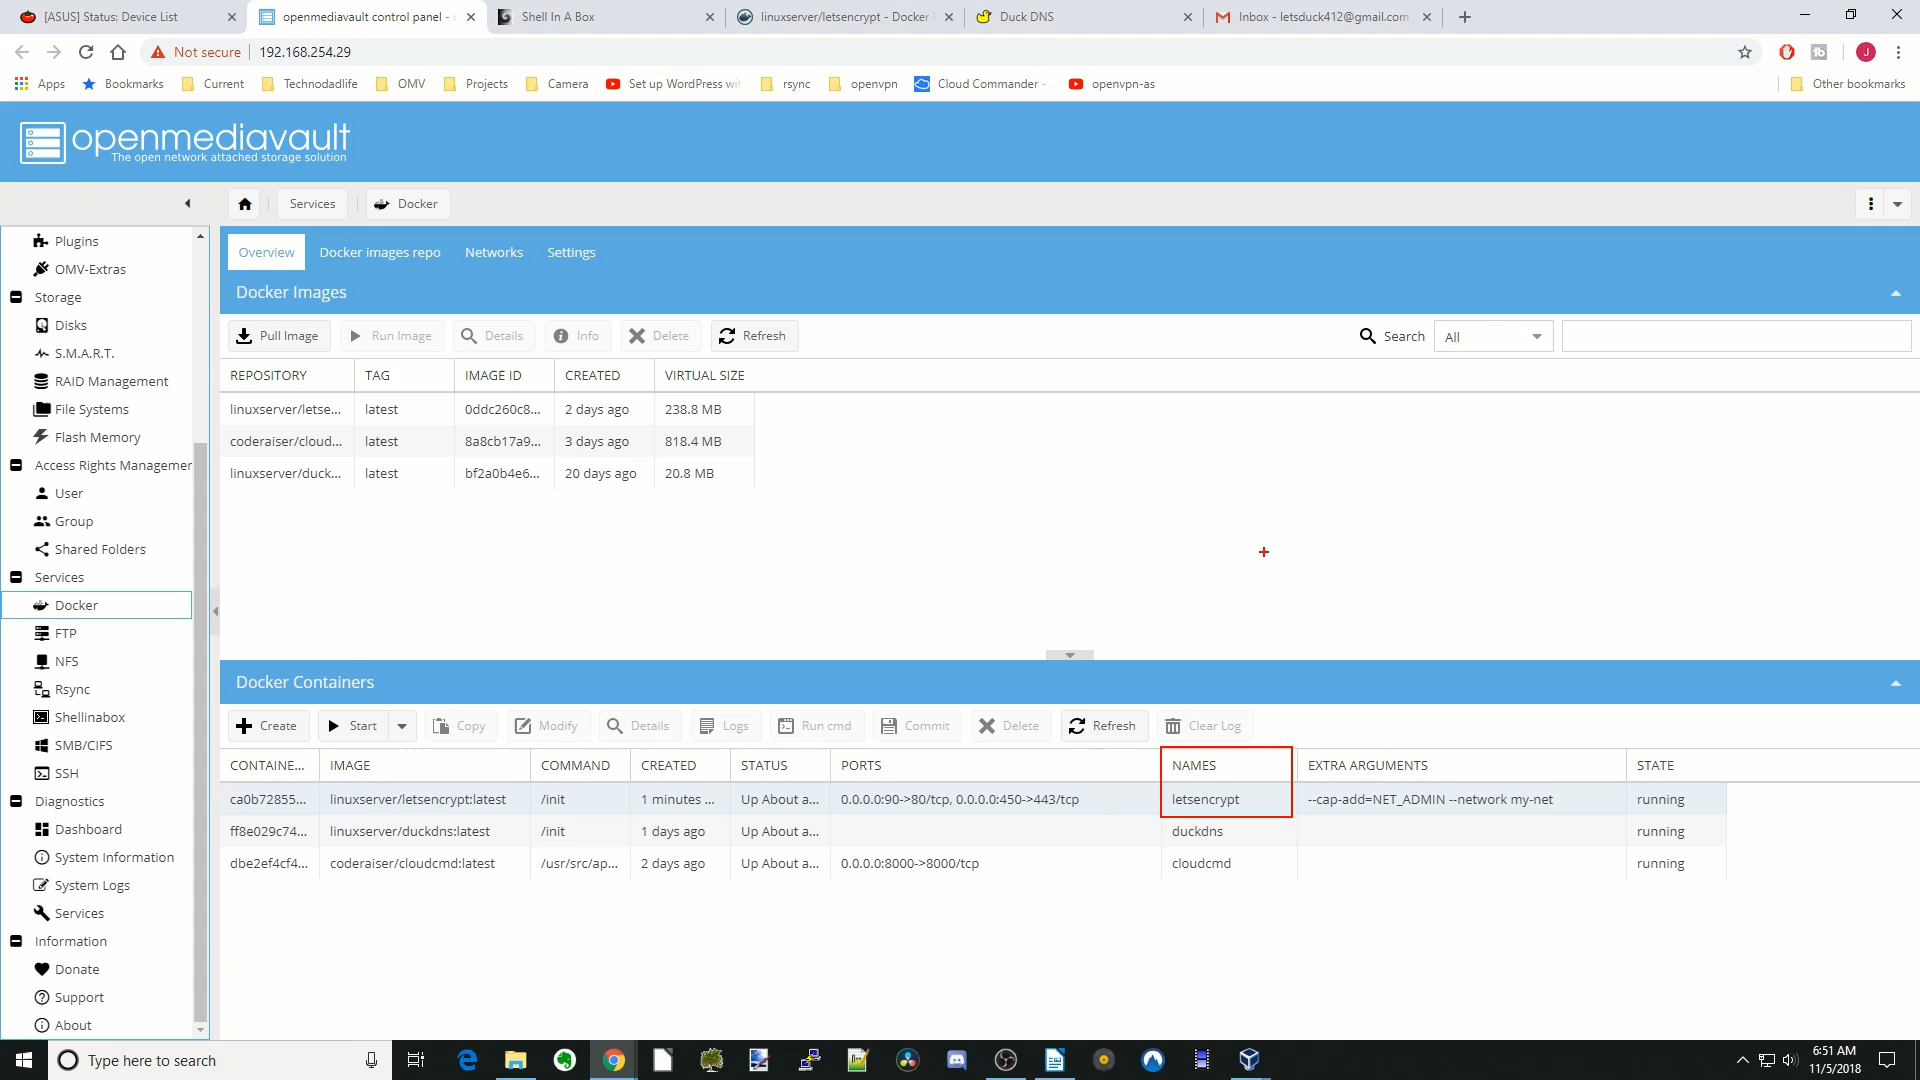 [ASUS] Status: Device List
openmediavault control panel - c
Shell In A Box
linuxserver/letsencrypt - Docker
Duck DNS
Inbox - letsduck412@gmail.com
Not secure
192.168.254.29
J
Apps
Bookmarks
Current
Technodadlife
OMV
Projects
Camera
Set up WordPress wit
rsync
openvpn
Cloud Commander -
openvpn-as
Other bookmarks
openmediavault
The open network attached storage solution
Services
Docker
Plugins
OMV-Extras
Storage
Disks
S.M.A.R.T.
RAID Management
File Systems
Flash Memory
Access Rights Managemen
User
Group
Shared Folders
Services
Docker
FTP
NFS
Rsync
Shellinabox
SMB/CIFS
SSH
Diagnostics
Dashboard
System Information
System Logs
Services
Information
Donate
Support
About
Overview
Docker images repo
Networks
Settings
Docker Images
Pull Image
Run Image
Details
Info
Delete
Refresh
Search
All
REPOSITORY TAG IMAGE ID CREATED VIRTUAL SIZE
linuxserver/letse... latest 0ddc260c8... 2 days ago 238.8 MB
coderaiser/cloud... latest 8a8cb17a9... 3 days ago 818.4 MB
linuxserver/duck... latest bf2a0b4e6... 20 days ago 20.8 MB
Docker Containers
Create
Start
Copy
Modify
Details
Logs
Run cmd
Commit
Delete
Refresh
Clear Log
CONTAINE... IMAGE COMMAND CREATED STATUS PORTS NAMES EXTRA ARGUMENTS STATE
ca0b72855... linuxserver/letsencrypt:latest /init 1 minutes ... Up About a... 0.0.0.0:90->80/tcp, 0.0.0.0:450->443/tcp letsencrypt --cap-add=NET_ADMIN --network my-net running
ff8e029c74... linuxserver/duckdns:latest /init 1 days ago Up About a... duckdns running
dbe2ef4cf4... coderaiser/cloudcmd:latest /usr/src/ap... 2 days ago Up About a... 0.0.0.0:8000->8000/tcp cloudcmd running
Type here to search
6:51 AM
11/5/2018